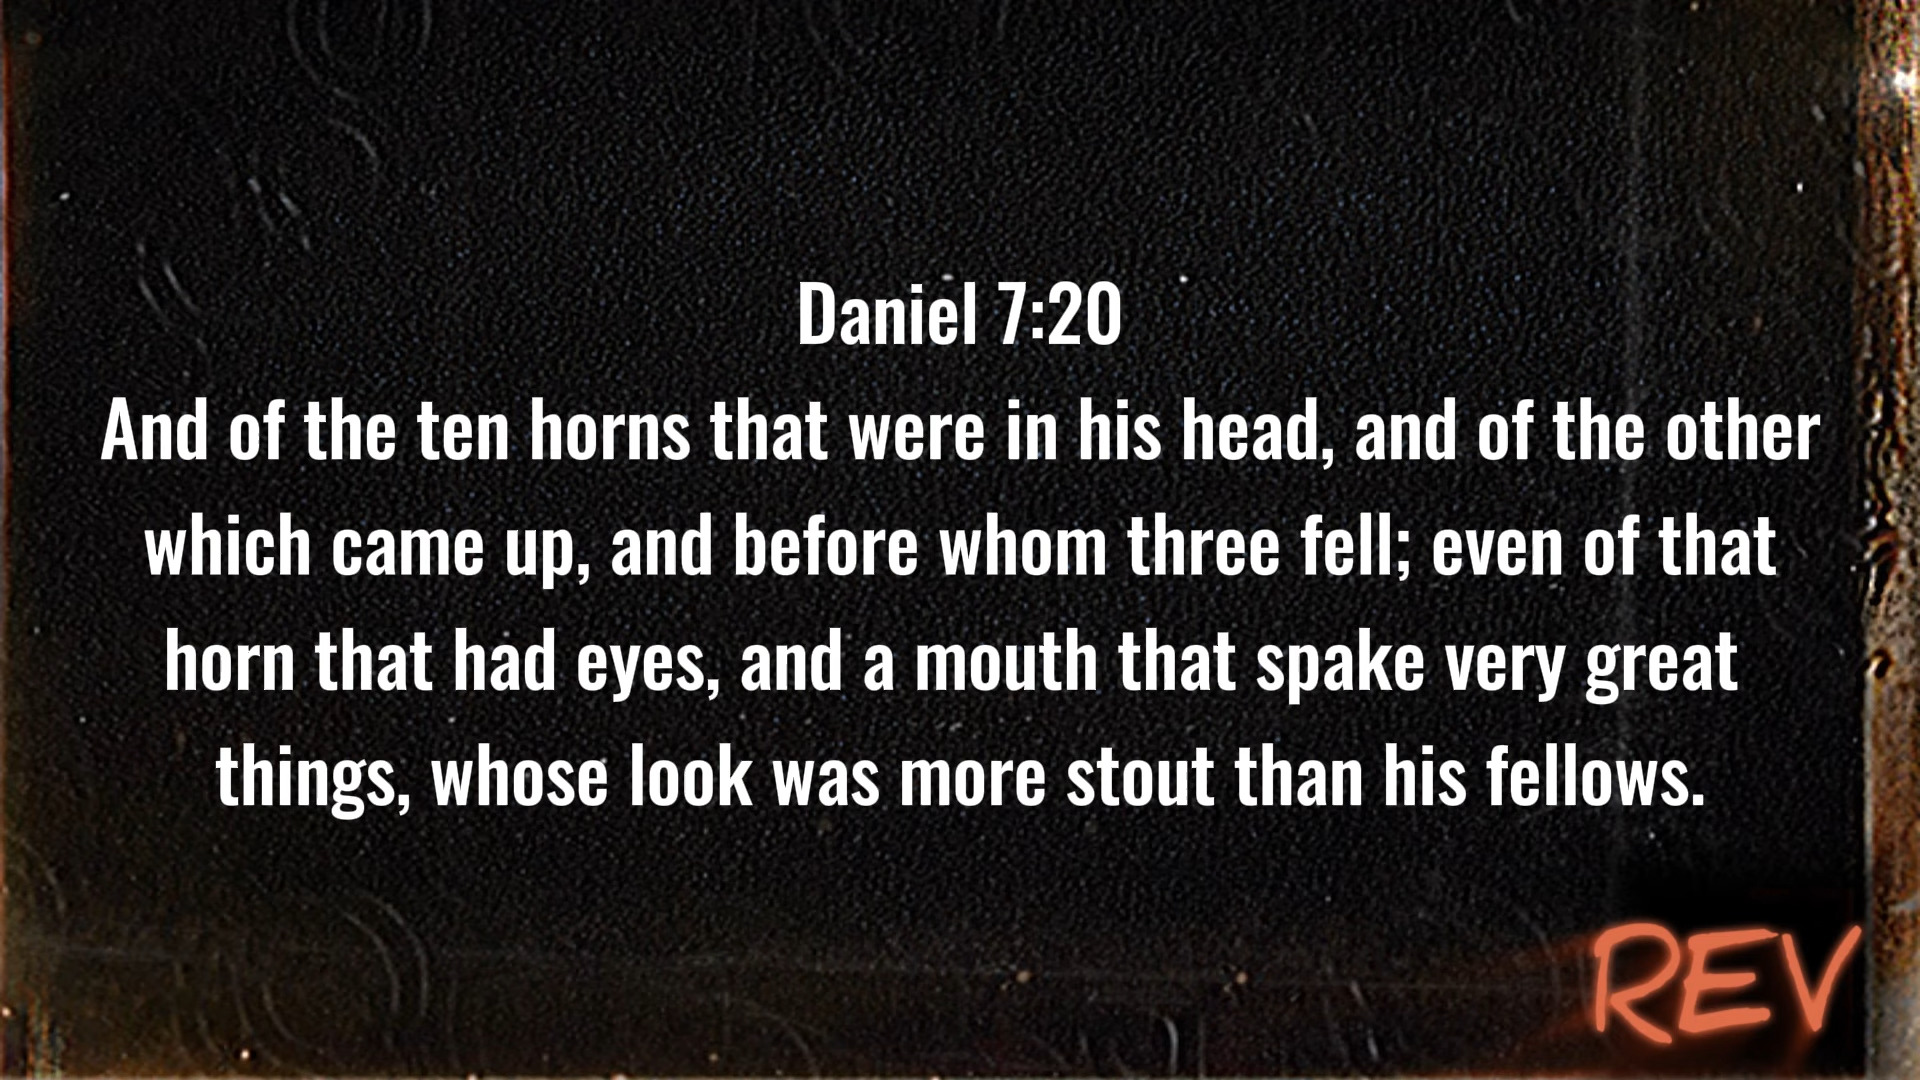 Daniel 7:20
And of the ten horns that were in his head, and of the other
which came up, and before whom three fell; even of that
horn that had eyes, and a mouth that spake very great
things, whose look was more stout than his fellows.
REV